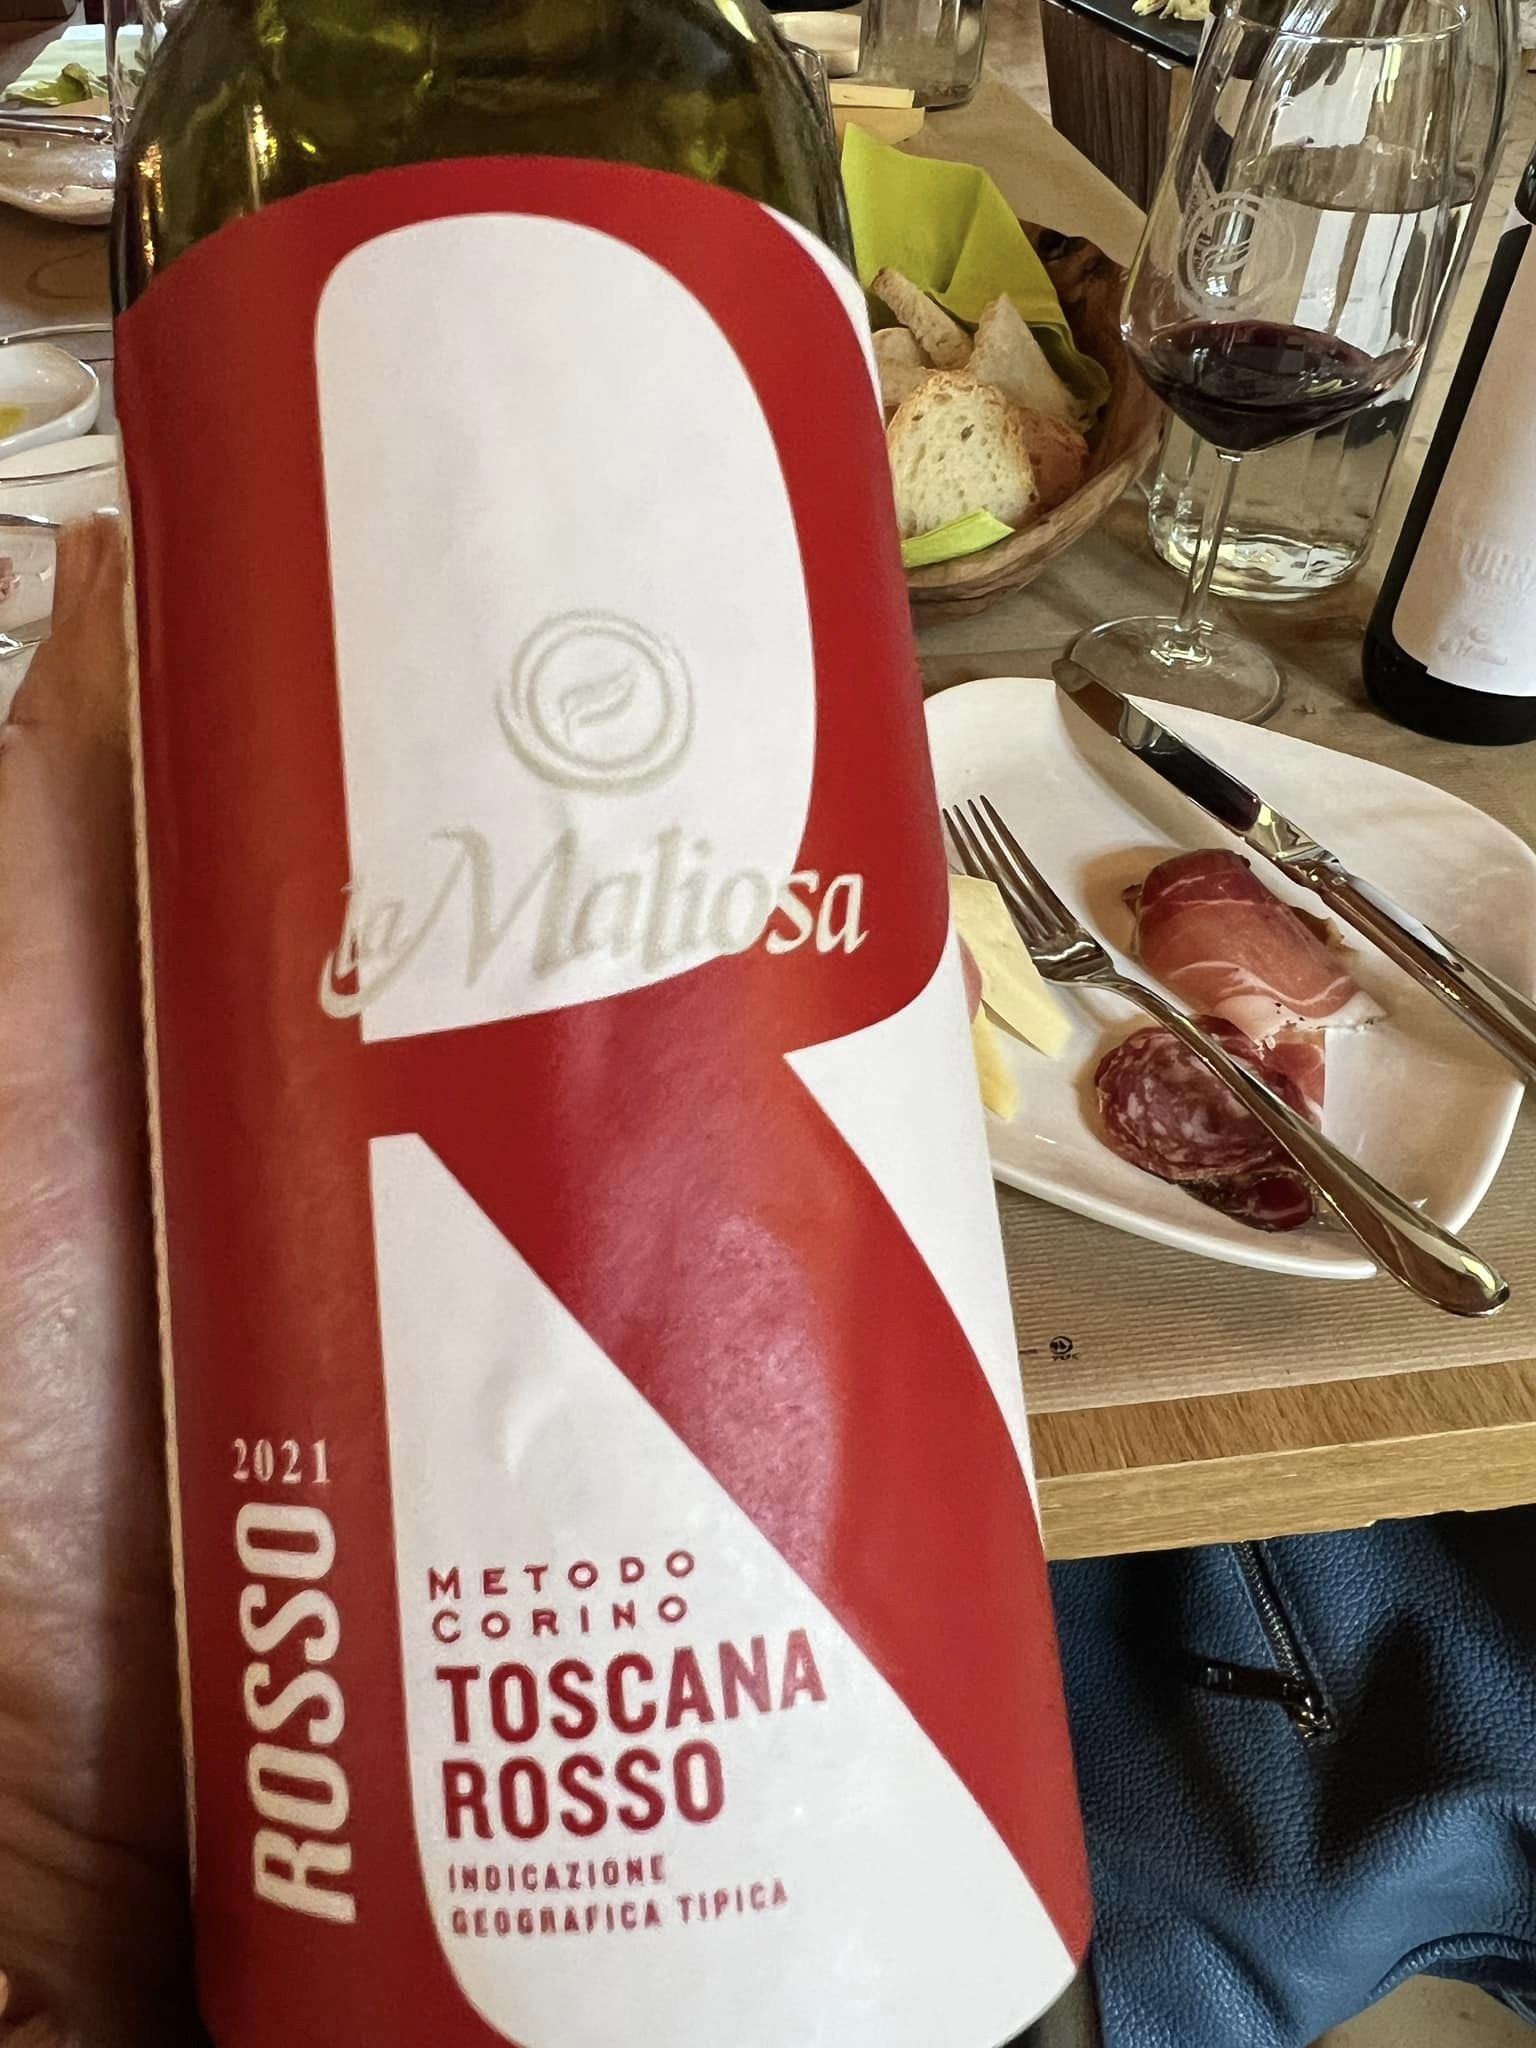 la Maliosa
2021
ROSSO
METODO
CORINO
TOSCANA
ROSSO
INDICAZIONE
GEOGRAFICA TIPICA